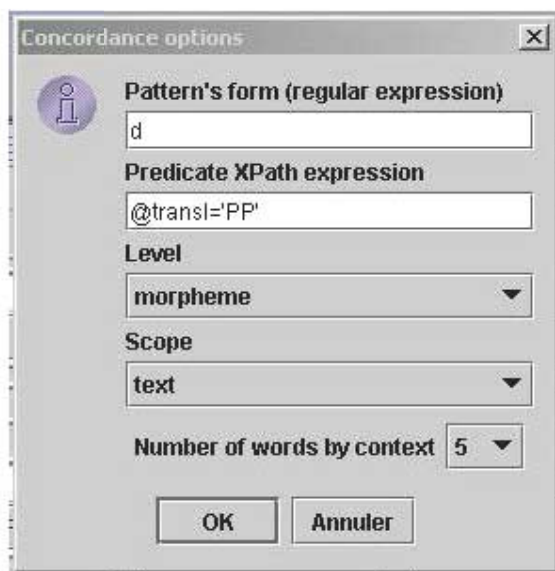 Concordance options
Pattern's form (regular expression)
d
Predicate XPath expression
@transl='PP'
Level
morpheme
Scope
text
Number of words by context 5
OK Annuler